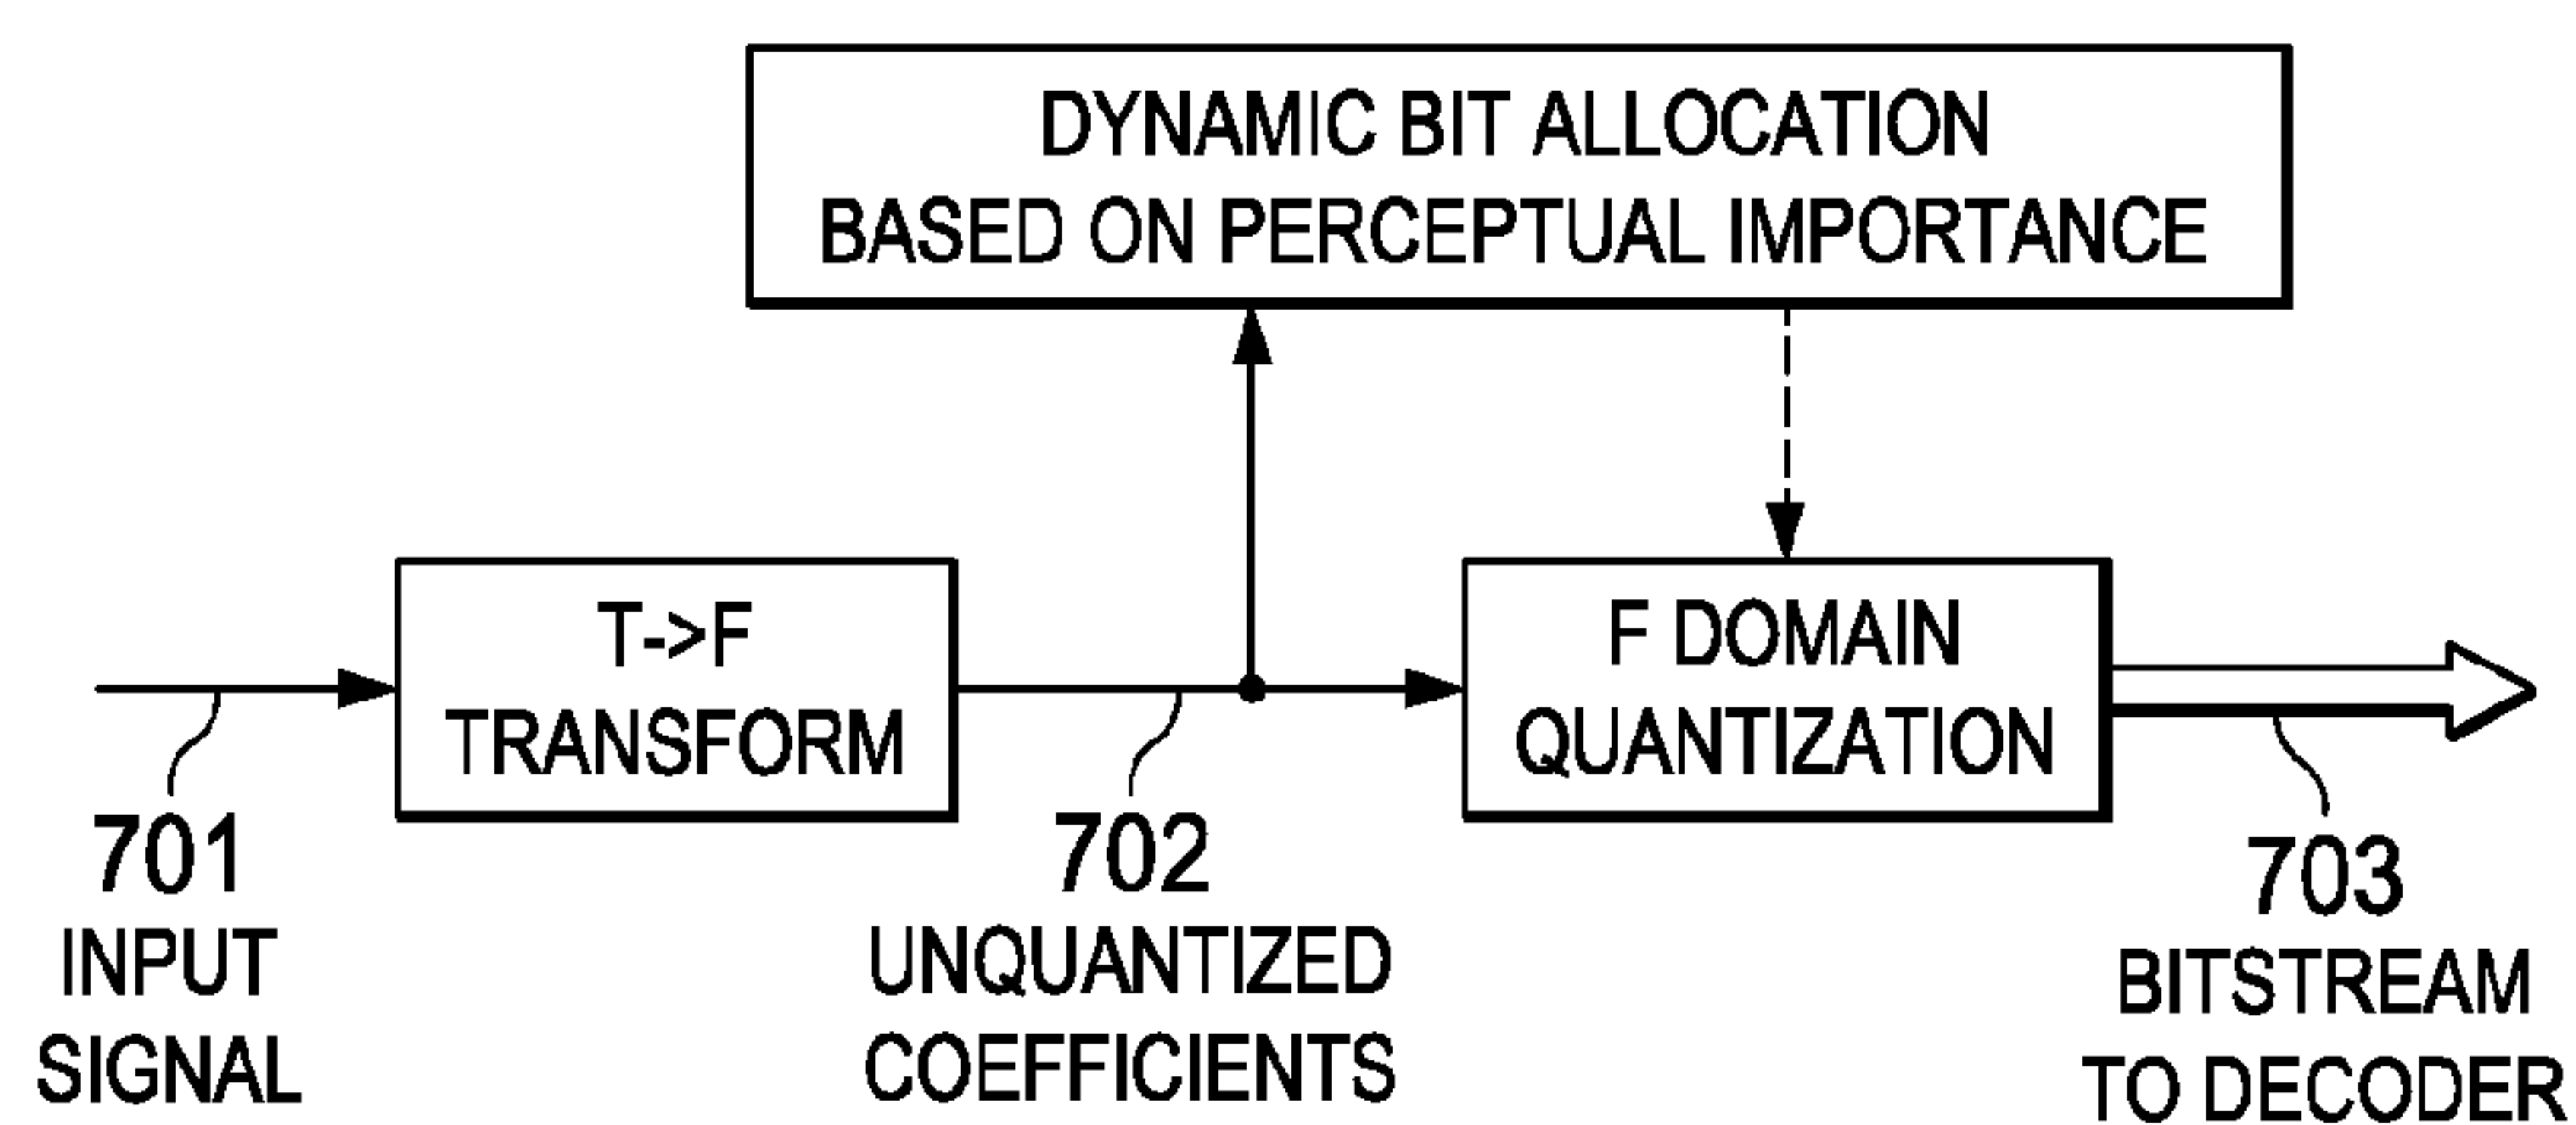 DYNAMIC BIT ALLOCATION
BASED ON PERCEPTUAL IMPORTANCE
T->F
TRANSFORM
F DOMAIN
QUANTIZATION
701
INPUT
SIGNAL
702
UNQUANTIZED
COEFFICIENTS
703
BITSTREAM
TO DECODER